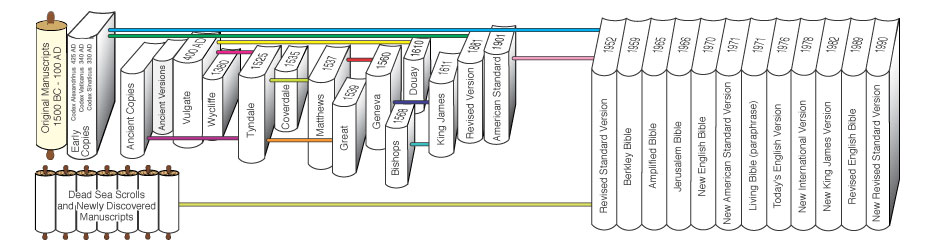 Original Manuscripts
1500 BC - 100 AD
Codex Alexandrius 425 AD
Codex Vaticanus 340 AD
Codex Sinaticus 330 AD
Early
Copies
Ancient Copies
Ancient Versions
400 AD
Vulgate
1380
Wycliffe
1525
Tyndale
1535
Coverdale
1537
Matthews
1539
Great
1560
Geneva
1568
Bishops
1610
Douay
1611
King James
1881
Revised Version
1901
American Standard
1952
Revised Standard Version
1959
Berkley Bible
1965
Amplified Bible
1966
Jerusalem Bible
1970
New English Bible
1971
New American Standard Version
1971
Living Bible (paraphrase)
1976
Today's English Version
1978
New International Version
1982
New King James Version
1989
Revised English Bible
1990
New Revised Standard Version
Dead Sea Scrolls
and Newly Discovered
Manuscripts